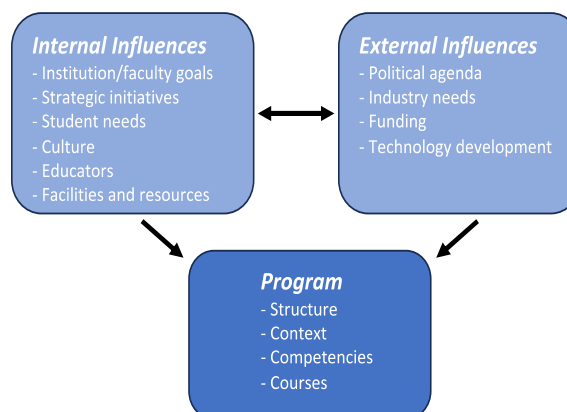 Internal Influences
- Institution/faculty goals
- Strategic initiatives
- Student needs
- Culture
- Educators
- Facilities and resources
External Influences
- Political agenda
- Industry needs
- Funding
- Technology development
Program
- Structure
- Context
- Competencies
- Courses